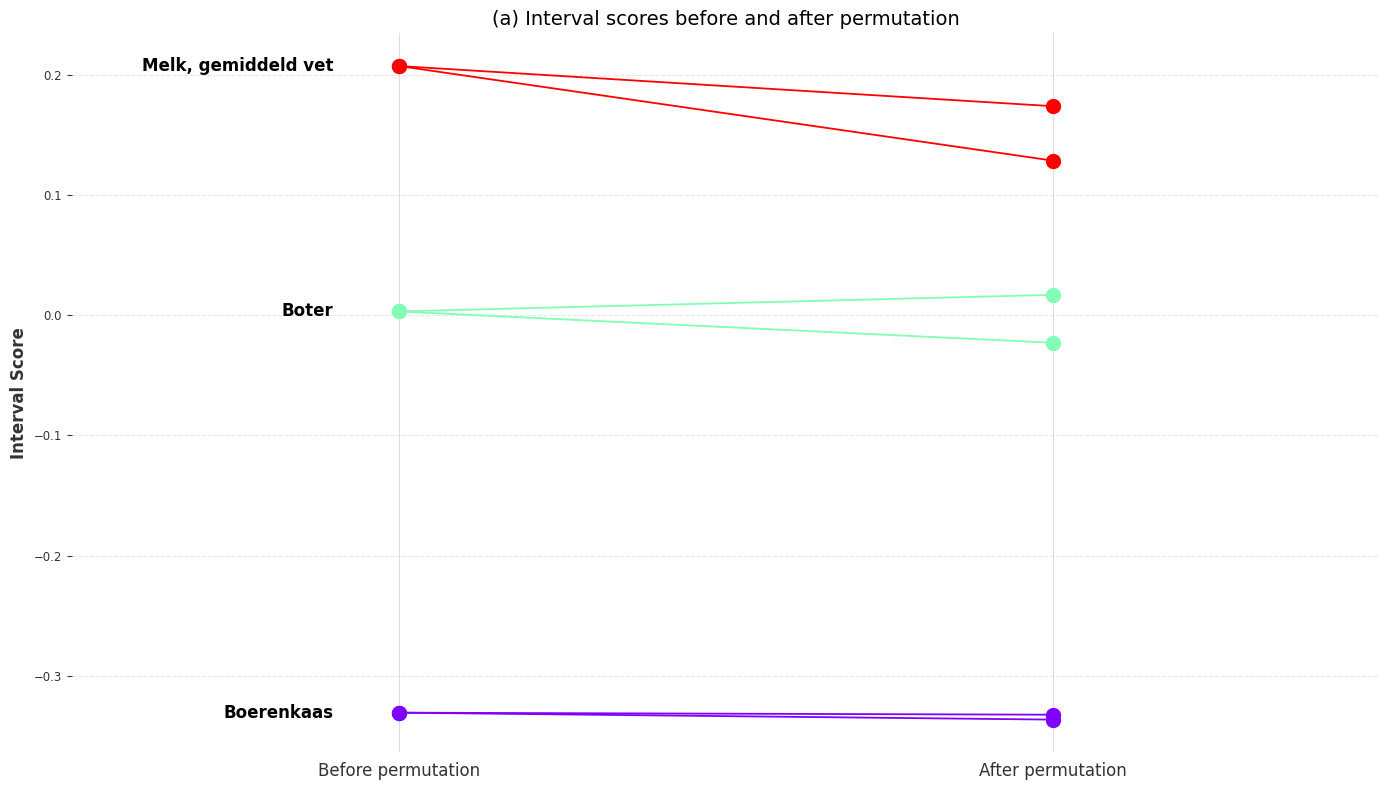 (a) Interval scores before and after permutation
Melk, gemiddeld vet
Boter
Boerenkaas
Interval Score
0.2
0.1
0.0
−0.1
−0.2
−0.3
Before permutation
After permutation